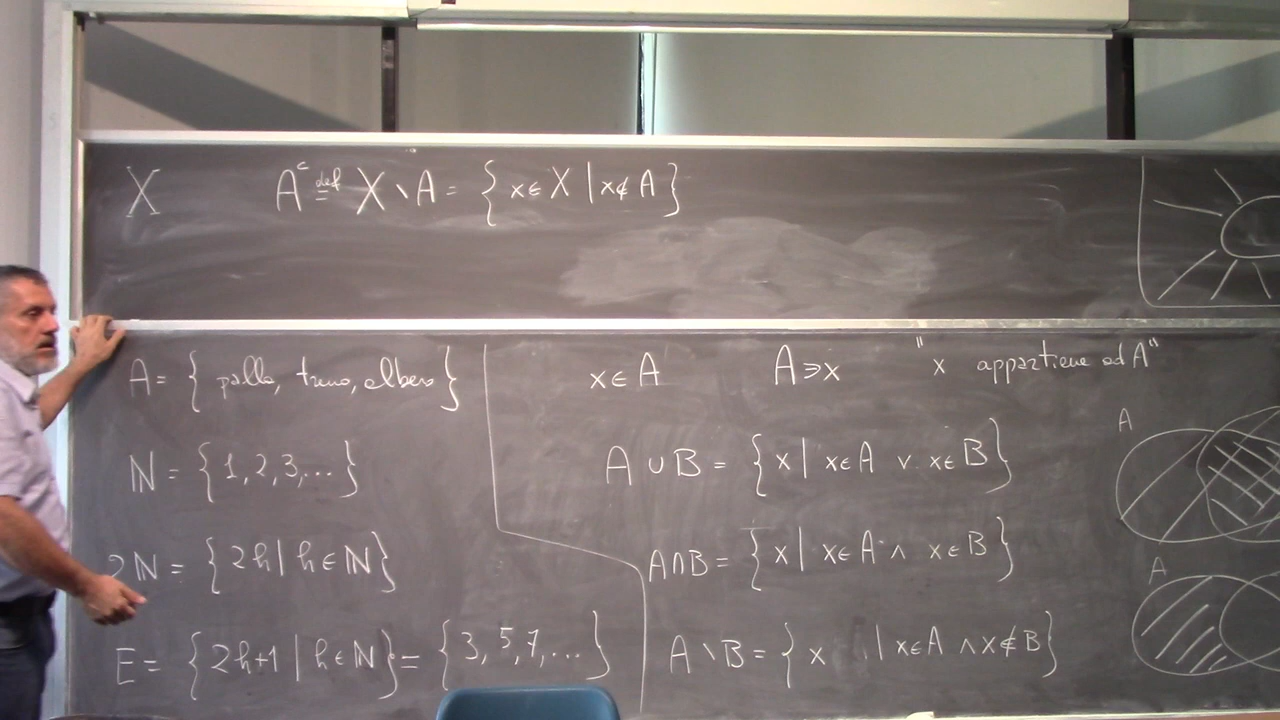 X A^c def= X \ A = { x ∈ X | x ∉ A }
A = { palla, treno, albero }
ℕ = { 1, 2, 3, ... }
2ℕ = { 2h | h ∈ ℕ }
E = { 2h+1 | h ∈ ℕ } = { 3, 5, 7, ... }
x ∈ A A ∋ x "x appartiene ad A"
A ∪ B = { x | x ∈ A ∨ x ∈ B }
A ∩ B = { x | x ∈ A ∧ x ∈ B }
A \ B = { x | x ∈ A ∧ x ∉ B }
A
A